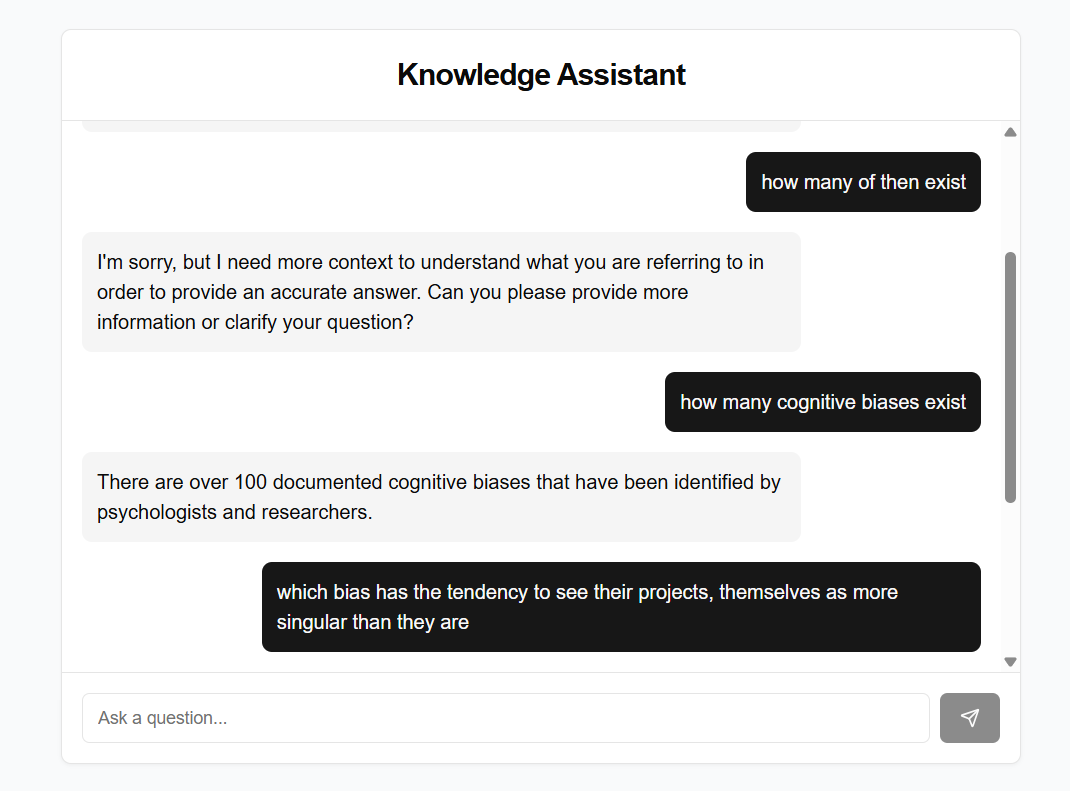 Knowledge Assistant
how many of then exist
I'm sorry, but I need more context to understand what you are referring to in
order to provide an accurate answer. Can you please provide more
information or clarify your question?
how many cognitive biases exist
There are over 100 documented cognitive biases that have been identified by
psychologists and researchers.
which bias has the tendency to see their projects, themselves as more
singular than they are
Ask a question...